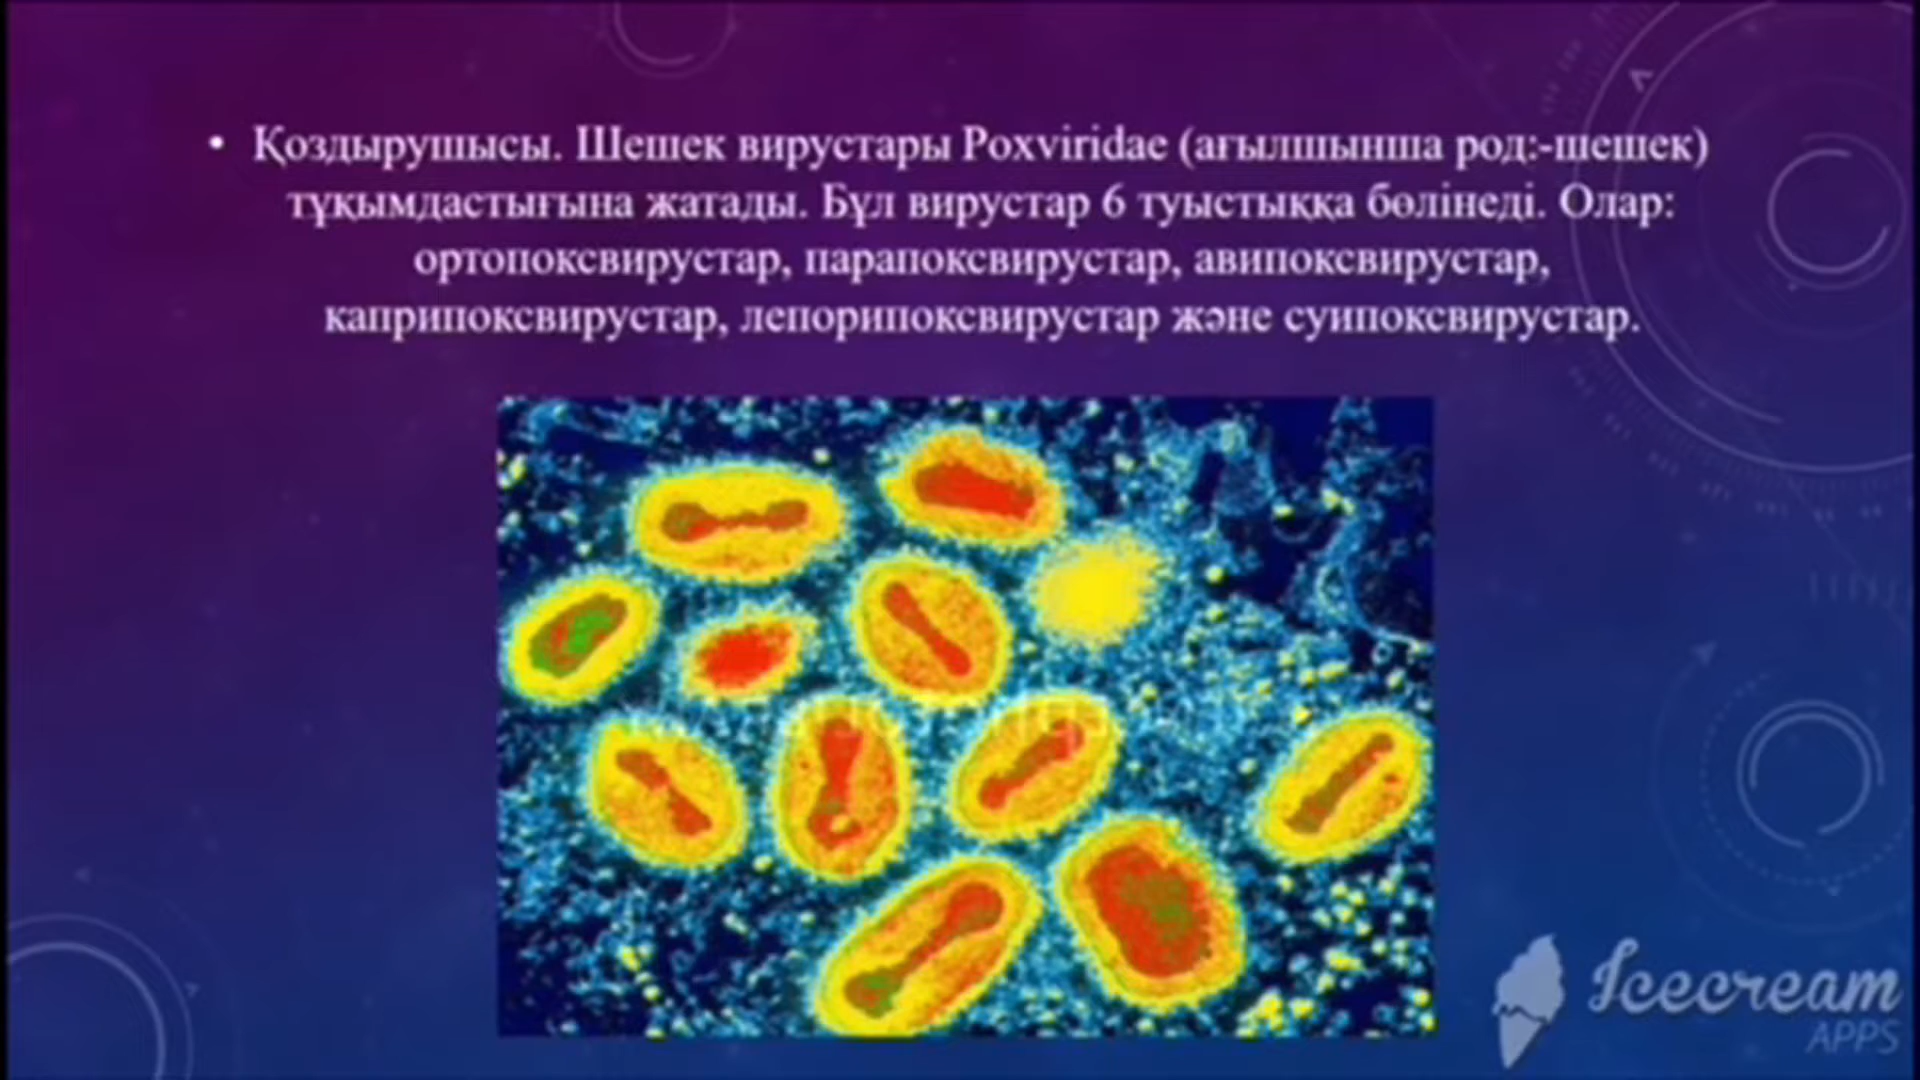 • Қоздырушысы. Шешек вирустары Poxviridae (ағылшынша род:-шешек)
тұқымдастығына жатады. Бұл вирустар 6 туыстыққа бөлінеді. Олар:
ортопоксвирустар, парапоксвирустар, авипоксвирустар,
каприпоксвирустар, лепорипоксвирустар және суипоксвирустар.
Icecream
APPS